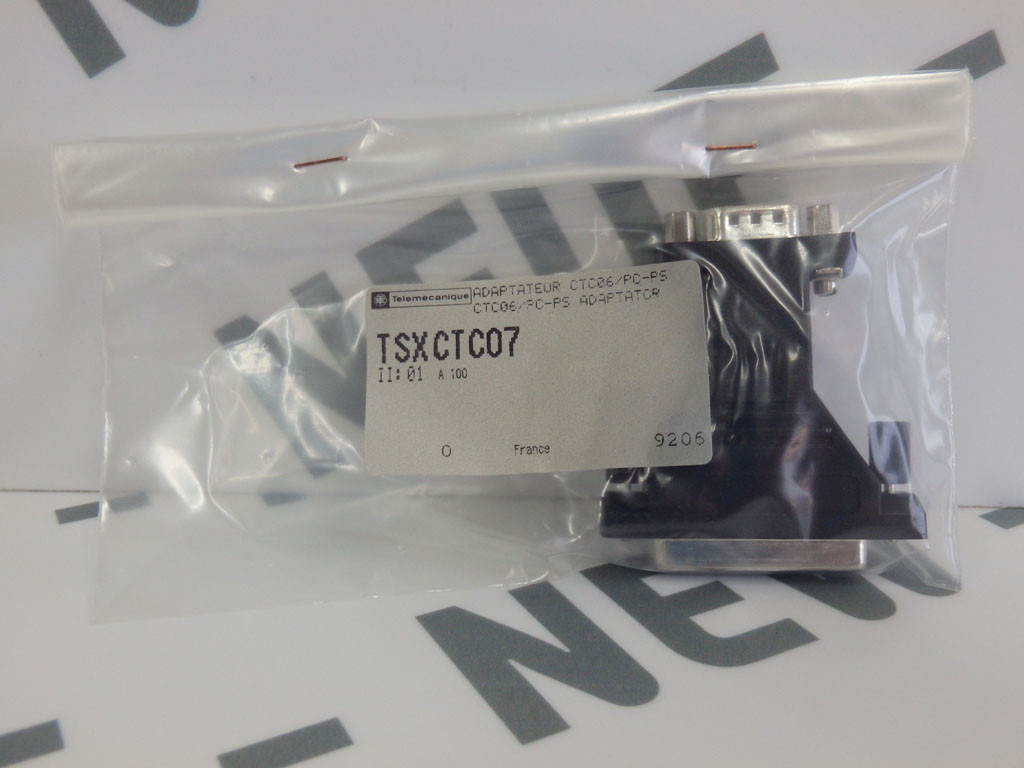 Telemecanique ADAPTATEUR CTC06/PC-PS
CTC06/PC-PS ADAPTATOR
TSXCTC07
II: 01 A 100
0 France 9206